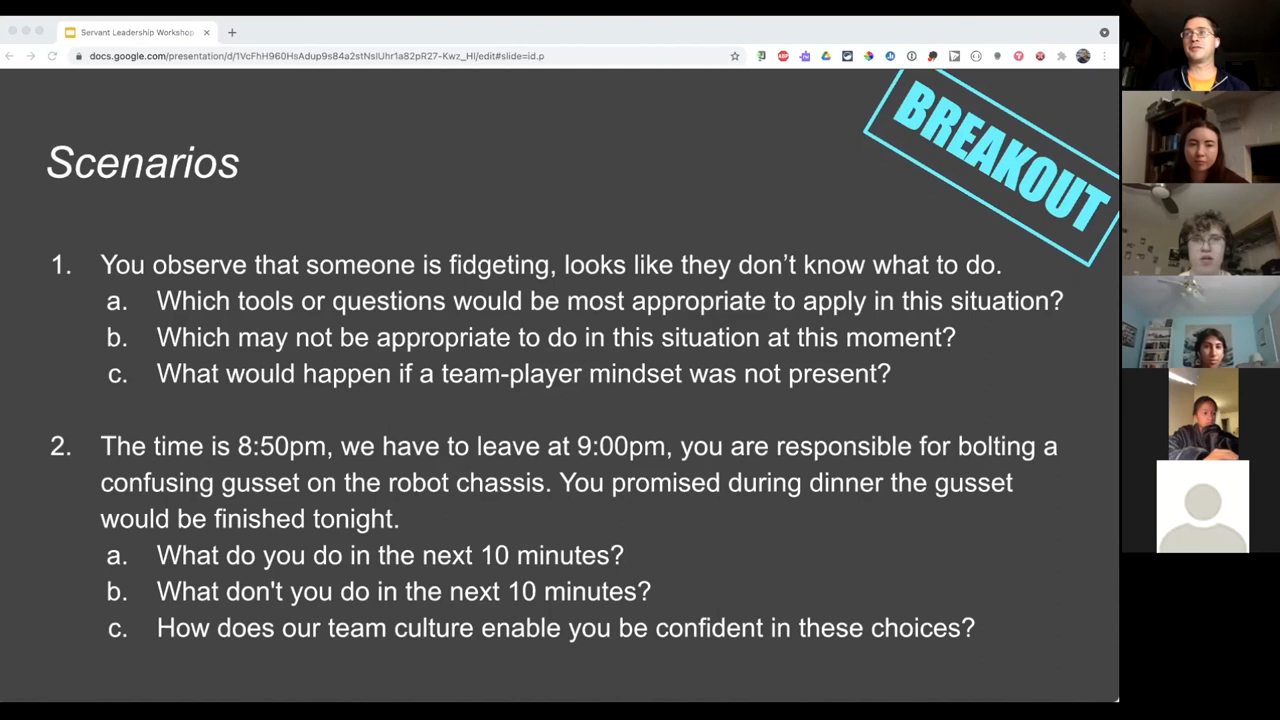 Servant Leadership Workshop
docs.google.com/presentation/d/1VcFhH960HsAdup9s84a2stNslUhr1a82pR27-Kwz_HI/edit#slide=id.p
BREAKOUT
Scenarios
1. You observe that someone is fidgeting, looks like they don’t know what to do.
a. Which tools or questions would be most appropriate to apply in this situation?
b. Which may not be appropriate to do in this situation at this moment?
c. What would happen if a team-player mindset was not present?
2. The time is 8:50pm, we have to leave at 9:00pm, you are responsible for bolting a
confusing gusset on the robot chassis. You promised during dinner the gusset
would be finished tonight.
a. What do you do in the next 10 minutes?
b. What don't you do in the next 10 minutes?
c. How does our team culture enable you be confident in these choices?